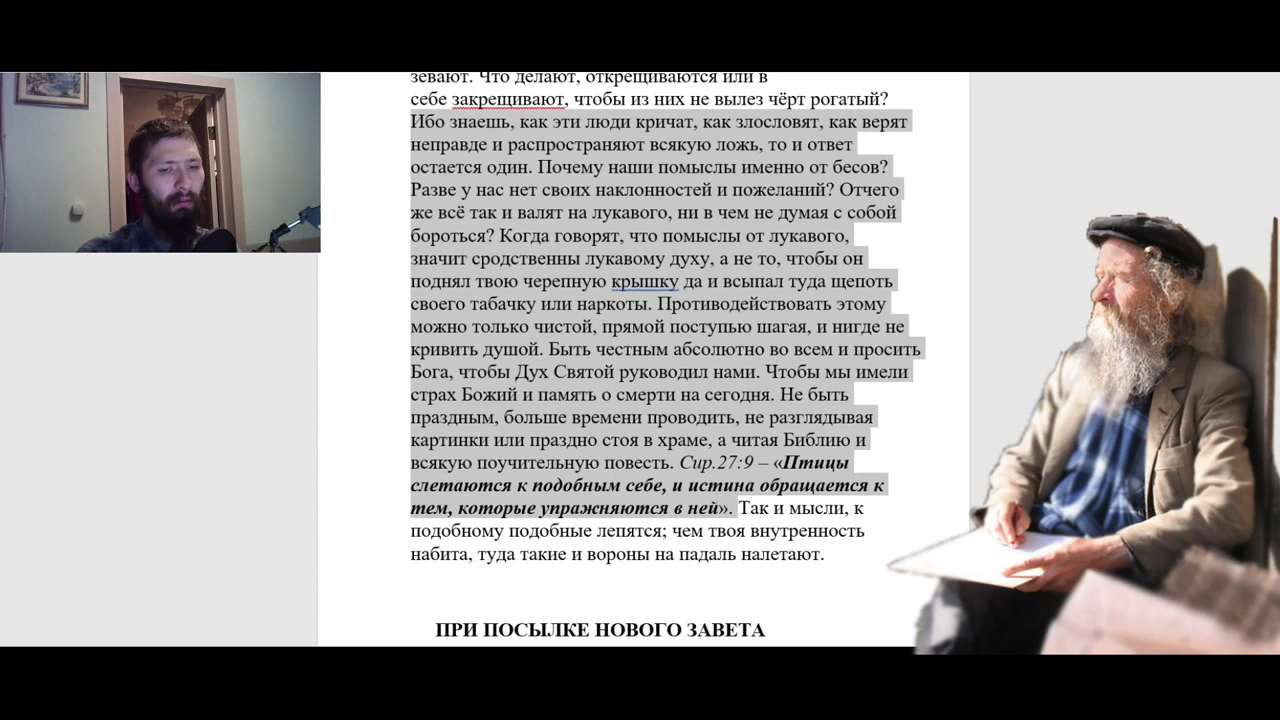 зевают. Что делают, открещиваются или в
себе закрещивают, чтобы из них не вылез чёрт рогатый?
Ибо знаешь, как эти люди кричат, как злословят, как верят
неправде и распространяют всякую ложь, то и ответ
остается один. Почему наши помыслы именно от бесов?
Разве у нас нет своих наклонностей и пожеланий? Отчего
же всё так и валят на лукавого, ни в чем не думая с собой
бороться? Когда говорят, что помыслы от лукавого,
значит сродственны лукавому духу, а не то, чтобы он
поднял твою черепную крышку да и всыпал туда щепоть
своего табачку или наркоты. Противодействовать этому
можно только чистой, прямой поступью шагая, и нигде не
кривить душой. Быть честным абсолютно во всем и просить
Бога, чтобы Дух Святой руководил нами. Чтобы мы имели
страх Божий и память о смерти на сегодня. Не быть
праздным, больше времени проводить, не разглядывая
картинки или праздно стоя в храме, а читая Библию и
всякую поучительную повесть. Сир.27:9 – «Птицы
слетаются к подобным себе, и истина обращается к
тем, которые упражняются в ней». Так и мысли, к
подобному подобные лепятся; чем твоя внутренность
набита, туда такие и вороны на падаль налетают.
ПРИ ПОСЫЛКЕ НОВОГО ЗАВЕТА